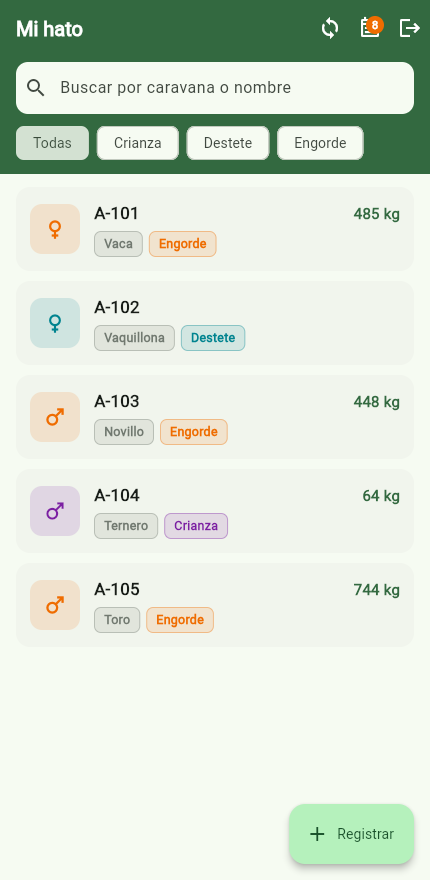 Mi hato
8
Buscar por caravana o nombre
Todas Crianza Destete Engorde
A-101 485 kg
Vaca Engorde
A-102
Vaquillona Destete
A-103 448 kg
Novillo Engorde
A-104 64 kg
Ternero Crianza
A-105 744 kg
Toro Engorde
Registrar